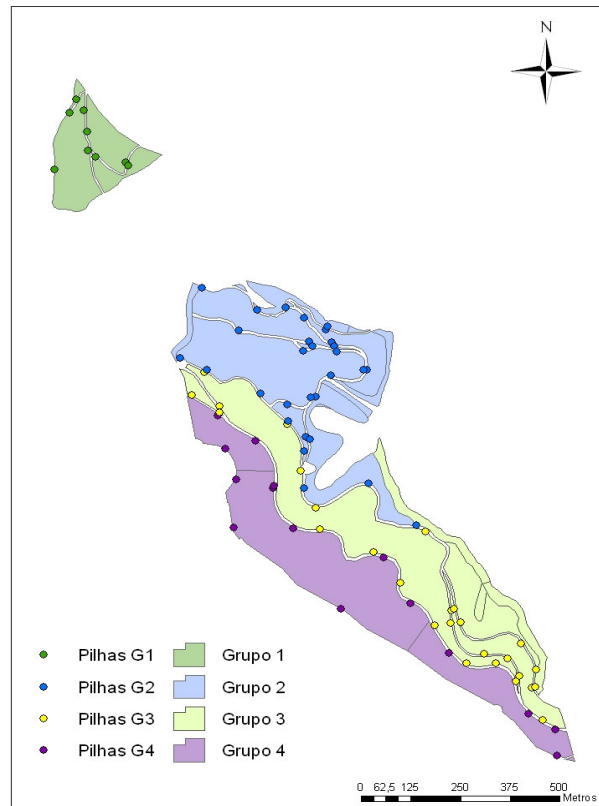 N
Pilhas G1 Grupo 1
Pilhas G2 Grupo 2
Pilhas G3 Grupo 3
Pilhas G4 Grupo 4
0 62,5 125 250 375 500
Metros